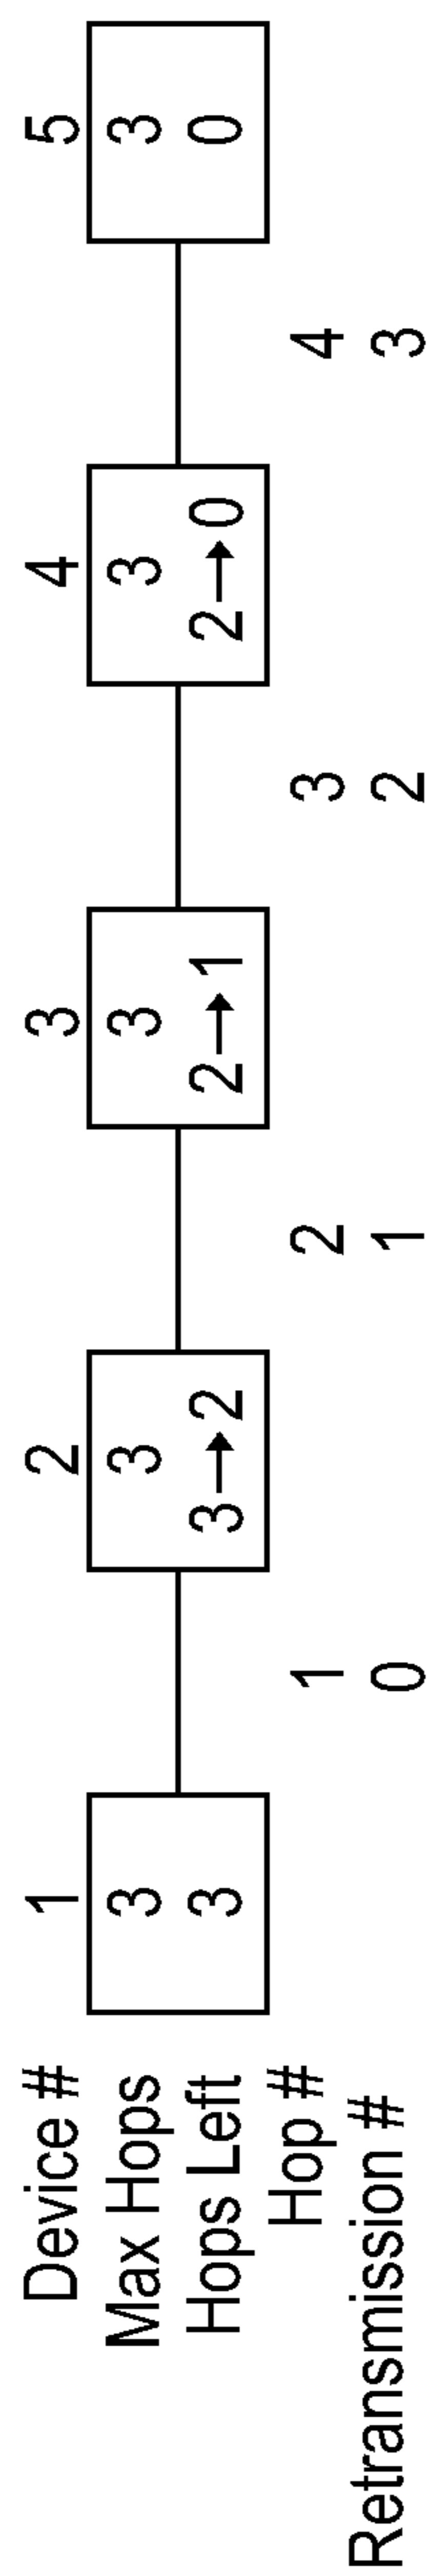 Device # 1 2 3 4 5
Max Hops 3 3 3 3 3
Hops Left 3 3→2 2→1 2→0 0
Hop # 1 2 3 4
Retransmission # 0 1 2 3